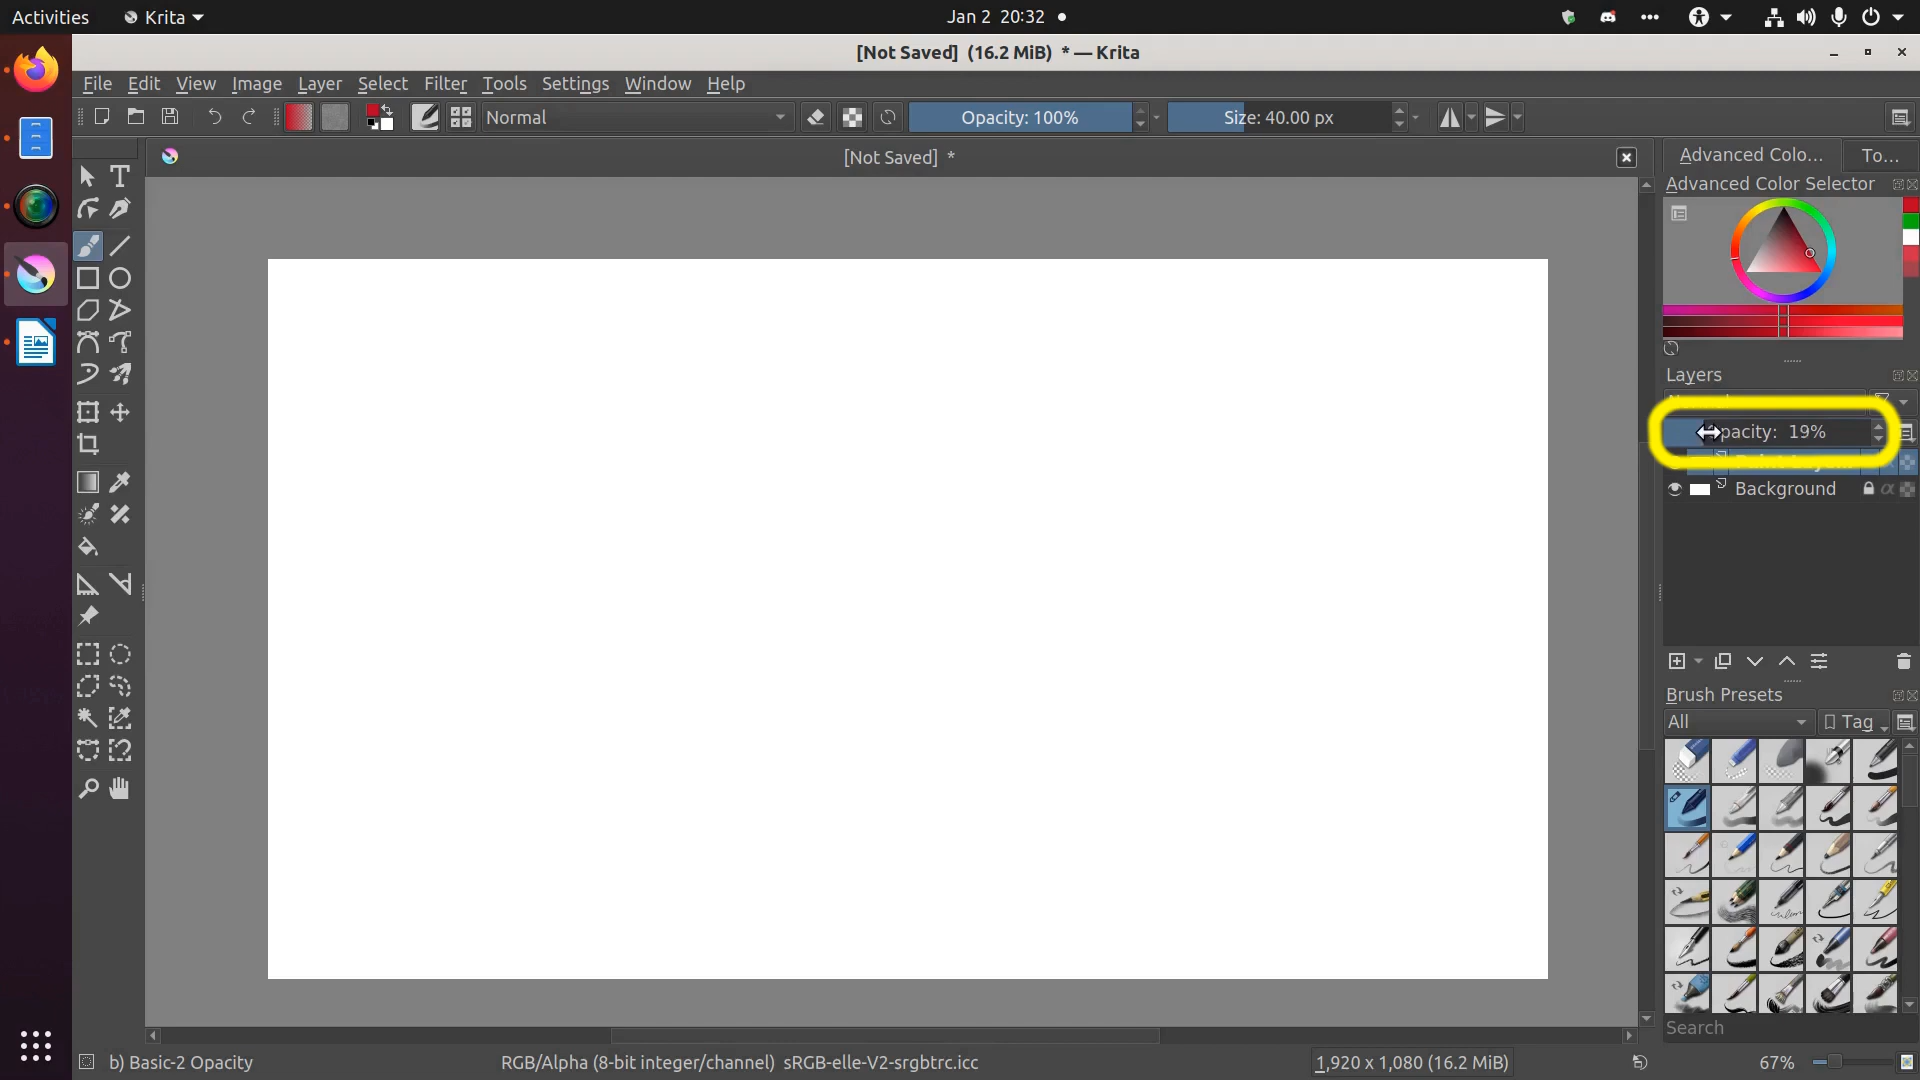 Activities Krita Jan 2 20:32
[Not Saved] (16.2 MiB) * — Krita
File Edit View Image Layer Select Filter Tools Settings Window Help
Normal Opacity: 100% Size: 40.00 px
[Not Saved] *
Advanced Colo... To...
Advanced Color Selector
Layers
pacity: 19%
Background
Brush Presets
All Tag
Search
b) Basic-2 Opacity RGB/Alpha (8-bit integer/channel) sRGB-elle-V2-srgbtrc.icc 1,920 x 1,080 (16.2 MiB) 67%